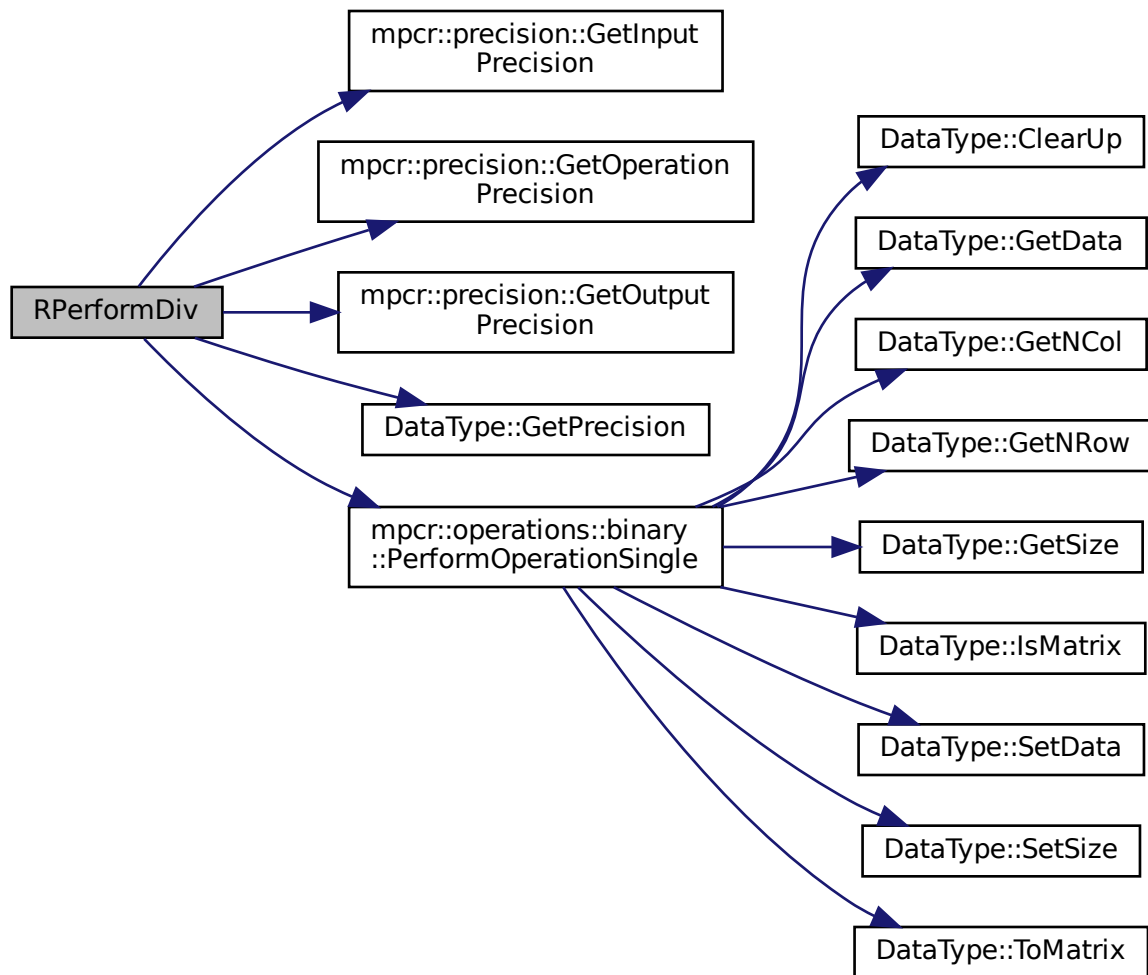 RPerformDiv
mpcr::precision::GetInput
Precision
mpcr::precision::GetOperation
Precision
mpcr::precision::GetOutput
Precision
DataType::GetPrecision
mpcr::operations::binary
::PerformOperationSingle
DataType::ClearUp
DataType::GetData
DataType::GetNCol
DataType::GetNRow
DataType::GetSize
DataType::IsMatrix
DataType::SetData
DataType::SetSize
DataType::ToMatrix